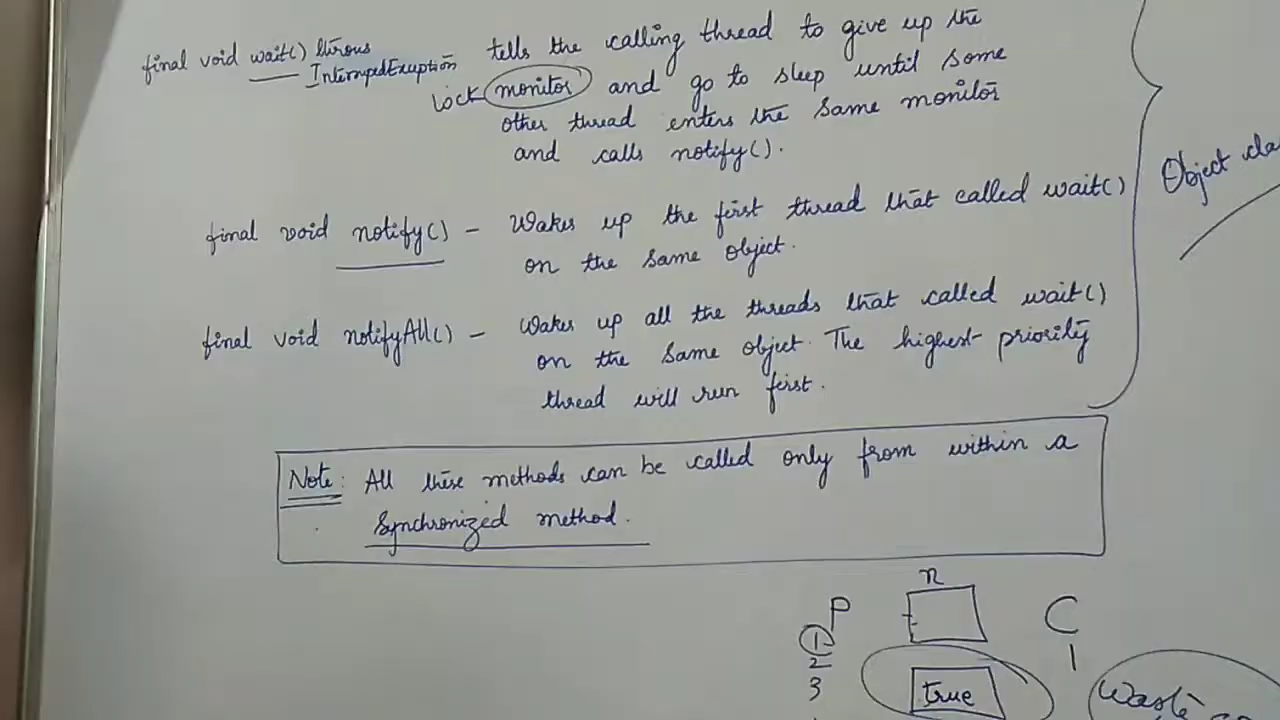 final void wait() throws
InterrupedException
tells the calling thread to give up the
lock monitor and go to sleep until some
other thread enters the same monitor
and calls notify().
final void notify() - Wakes up the first thread that called wait()
on the same object.
final void notifyAll() - Wakes up all the threads that called wait()
on the same object. The highest priority
thread will run first.
Object
Note: All these methods can be called only from within a
synchronized method.
n
P C
1 1
2
3
true
Waste